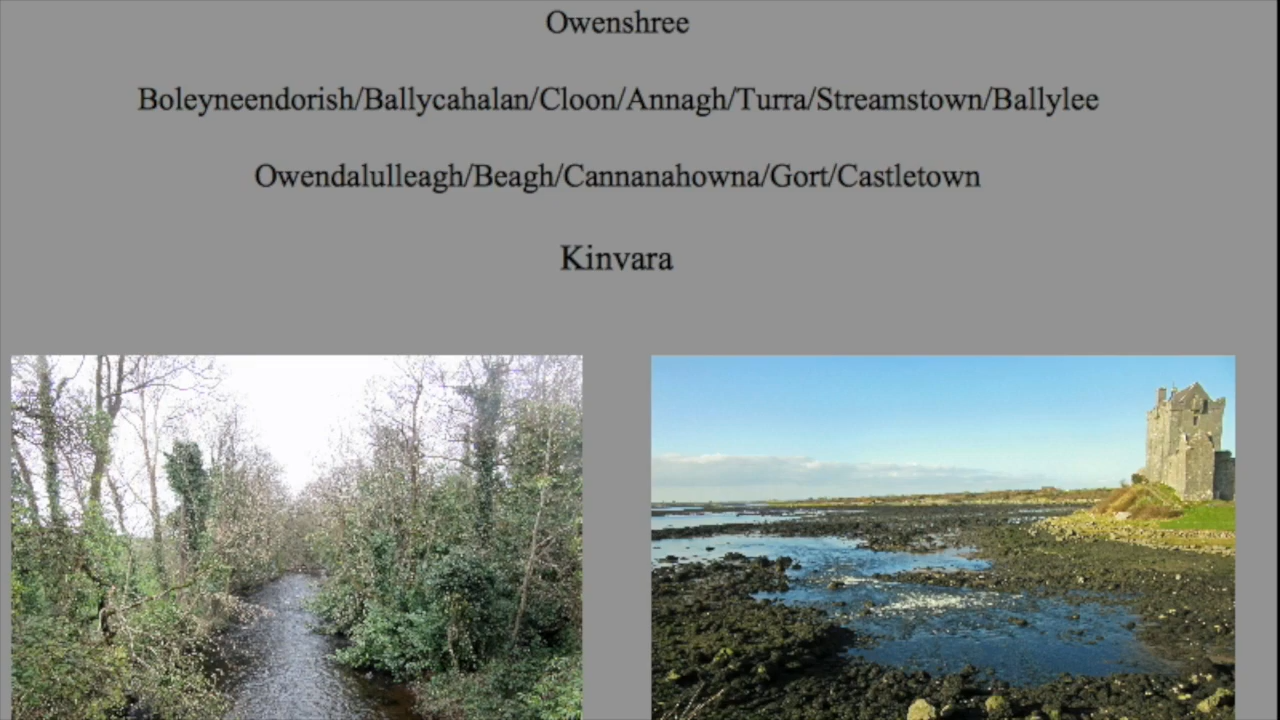 Owenshree
Boleyneendorish/Ballycahalan/Cloon/Annagh/Turra/Streamstown/Ballylee
Owendalulleagh/Beagh/Cannanahowna/Gort/Castletown
Kinvara